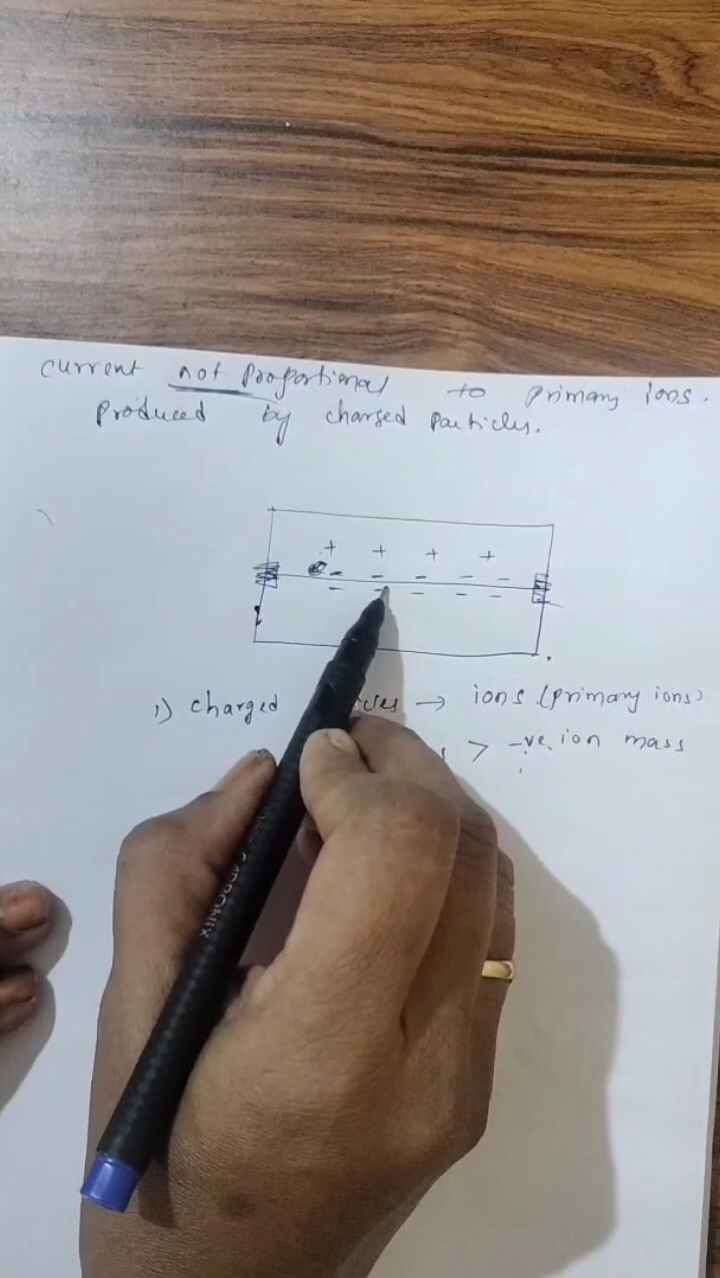 current not proportional to primary ions.
produced by charged particles.
+ + + +
- - - - -
- - - - -
1) charged → ions (primary ions)
> -ve ion mass